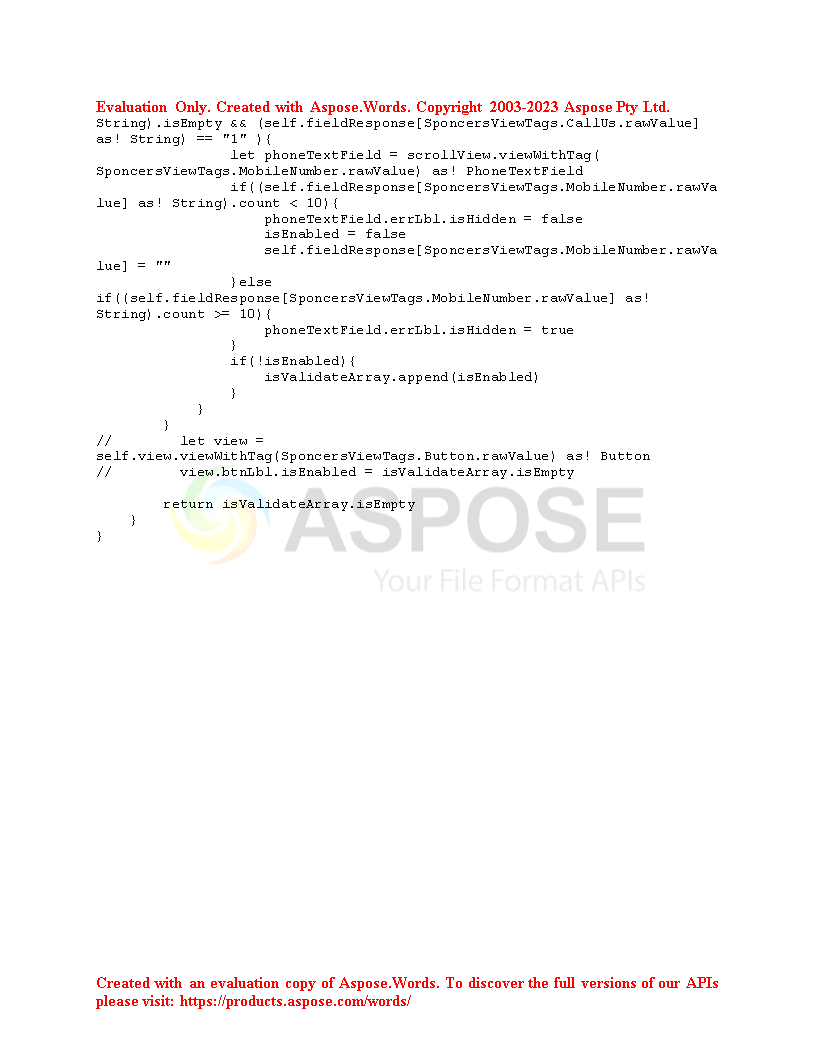 Evaluation Only. Created with Aspose.Words. Copyright 2003-2023 Aspose Pty Ltd.
String).isEmpty && (self.fieldResponse[SponcersViewTags.CallUs.rawValue]
as! String) == "1" ){
                let phoneTextField = scrollView.viewWithTag(
SponcersViewTags.MobileNumber.rawValue) as! PhoneTextField
                if((self.fieldResponse[SponcersViewTags.MobileNumber.rawVa
lue] as! String).count < 10){
                    phoneTextField.errLbl.isHidden = false
                    isEnabled = false
                    self.fieldResponse[SponcersViewTags.MobileNumber.rawVa
lue] = ""
                }else
if((self.fieldResponse[SponcersViewTags.MobileNumber.rawValue] as!
String).count >= 10){
                    phoneTextField.errLbl.isHidden = true
                }
                if(!isEnabled){
                    isValidateArray.append(isEnabled)
                }
            }
        }
//        let view =
self.view.viewWithTag(SponcersViewTags.Button.rawValue) as! Button
//        view.btnLbl.isEnabled = isValidateArray.isEmpty
        return isValidateArray.isEmpty
    }
}
ASPOSE
Your File Format APIs
Created with an evaluation copy of Aspose.Words. To discover the full versions of our APIs
please visit: https://products.aspose.com/words/